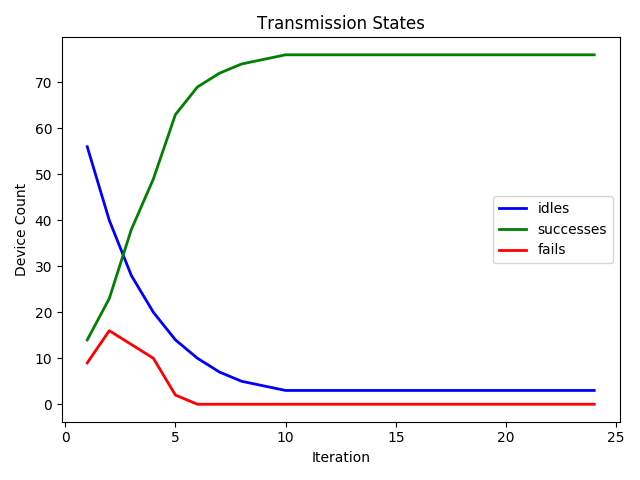 Transmission States
Device Count
70
60
50
40
30
20
10
0
idles
successes
fails
0 5 10 15 20 25
Iteration